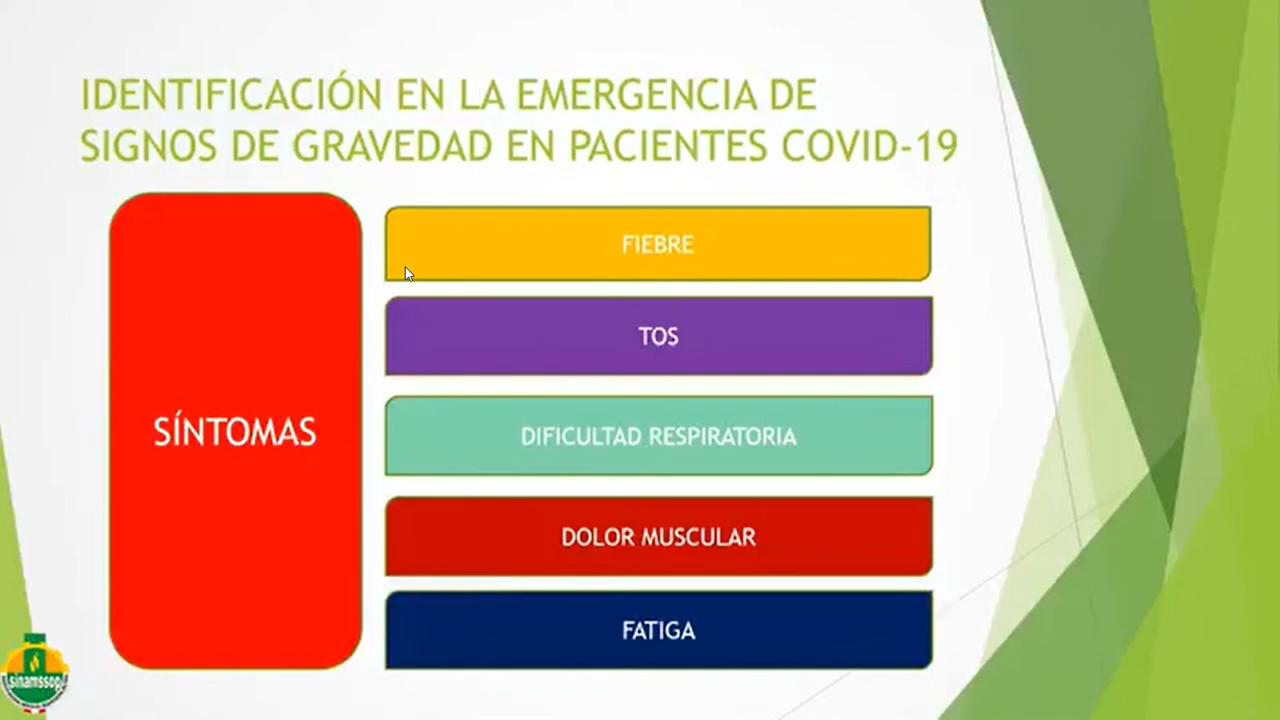 IDENTIFICACIÓN EN LA EMERGENCIA DE
SIGNOS DE GRAVEDAD EN PACIENTES COVID-19
SÍNTOMAS
FIEBRE
TOS
DIFICULTAD RESPIRATORIA
DOLOR MUSCULAR
FATIGA
sinamssop